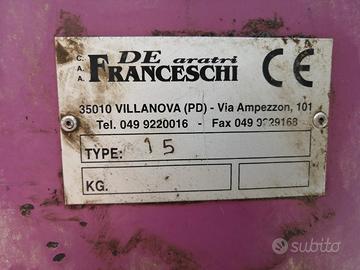 C.A.A. DE aratri
FRANCESCHI CE
35010 VILLANOVA (PD) - Via Ampezzon, 101
Tel. 049 9220016 - Fax 049 9229168
TYPE: 15
KG.
subito